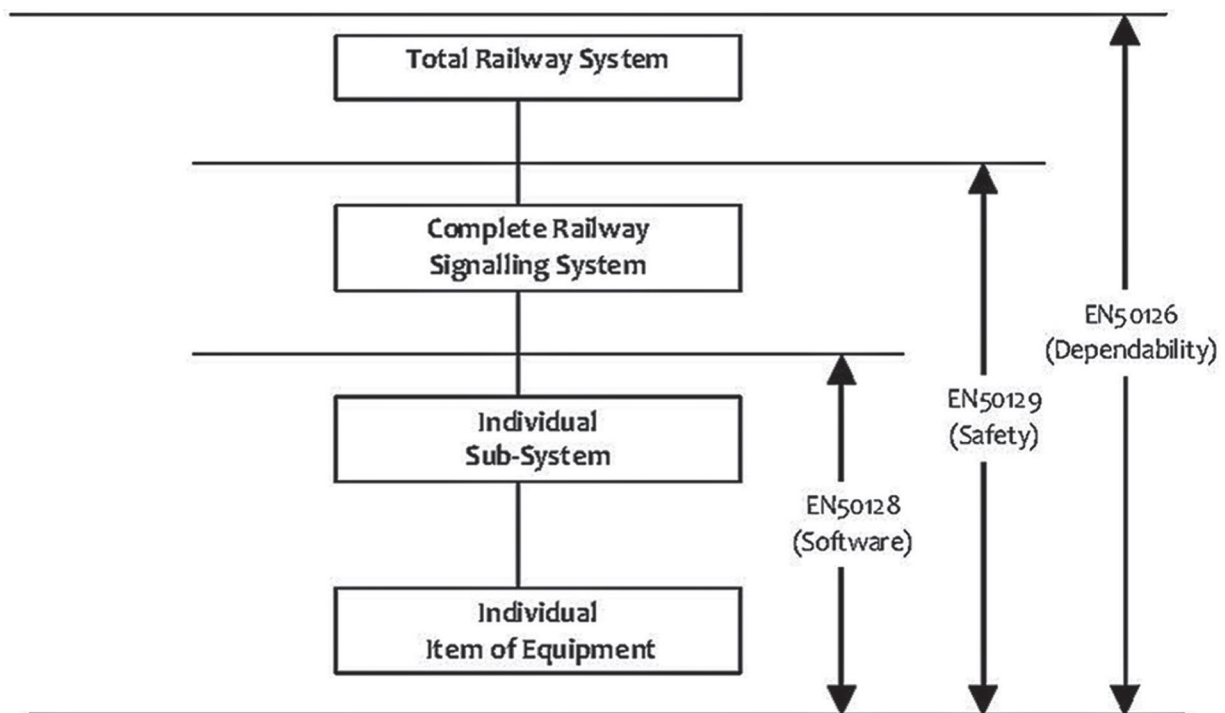 Total Railway System
Complete Railway
Signalling System
Individual
Sub-System
Individual
Item of Equipment
EN50128
(Software)
EN50129
(Safety)
EN50126
(Dependability)